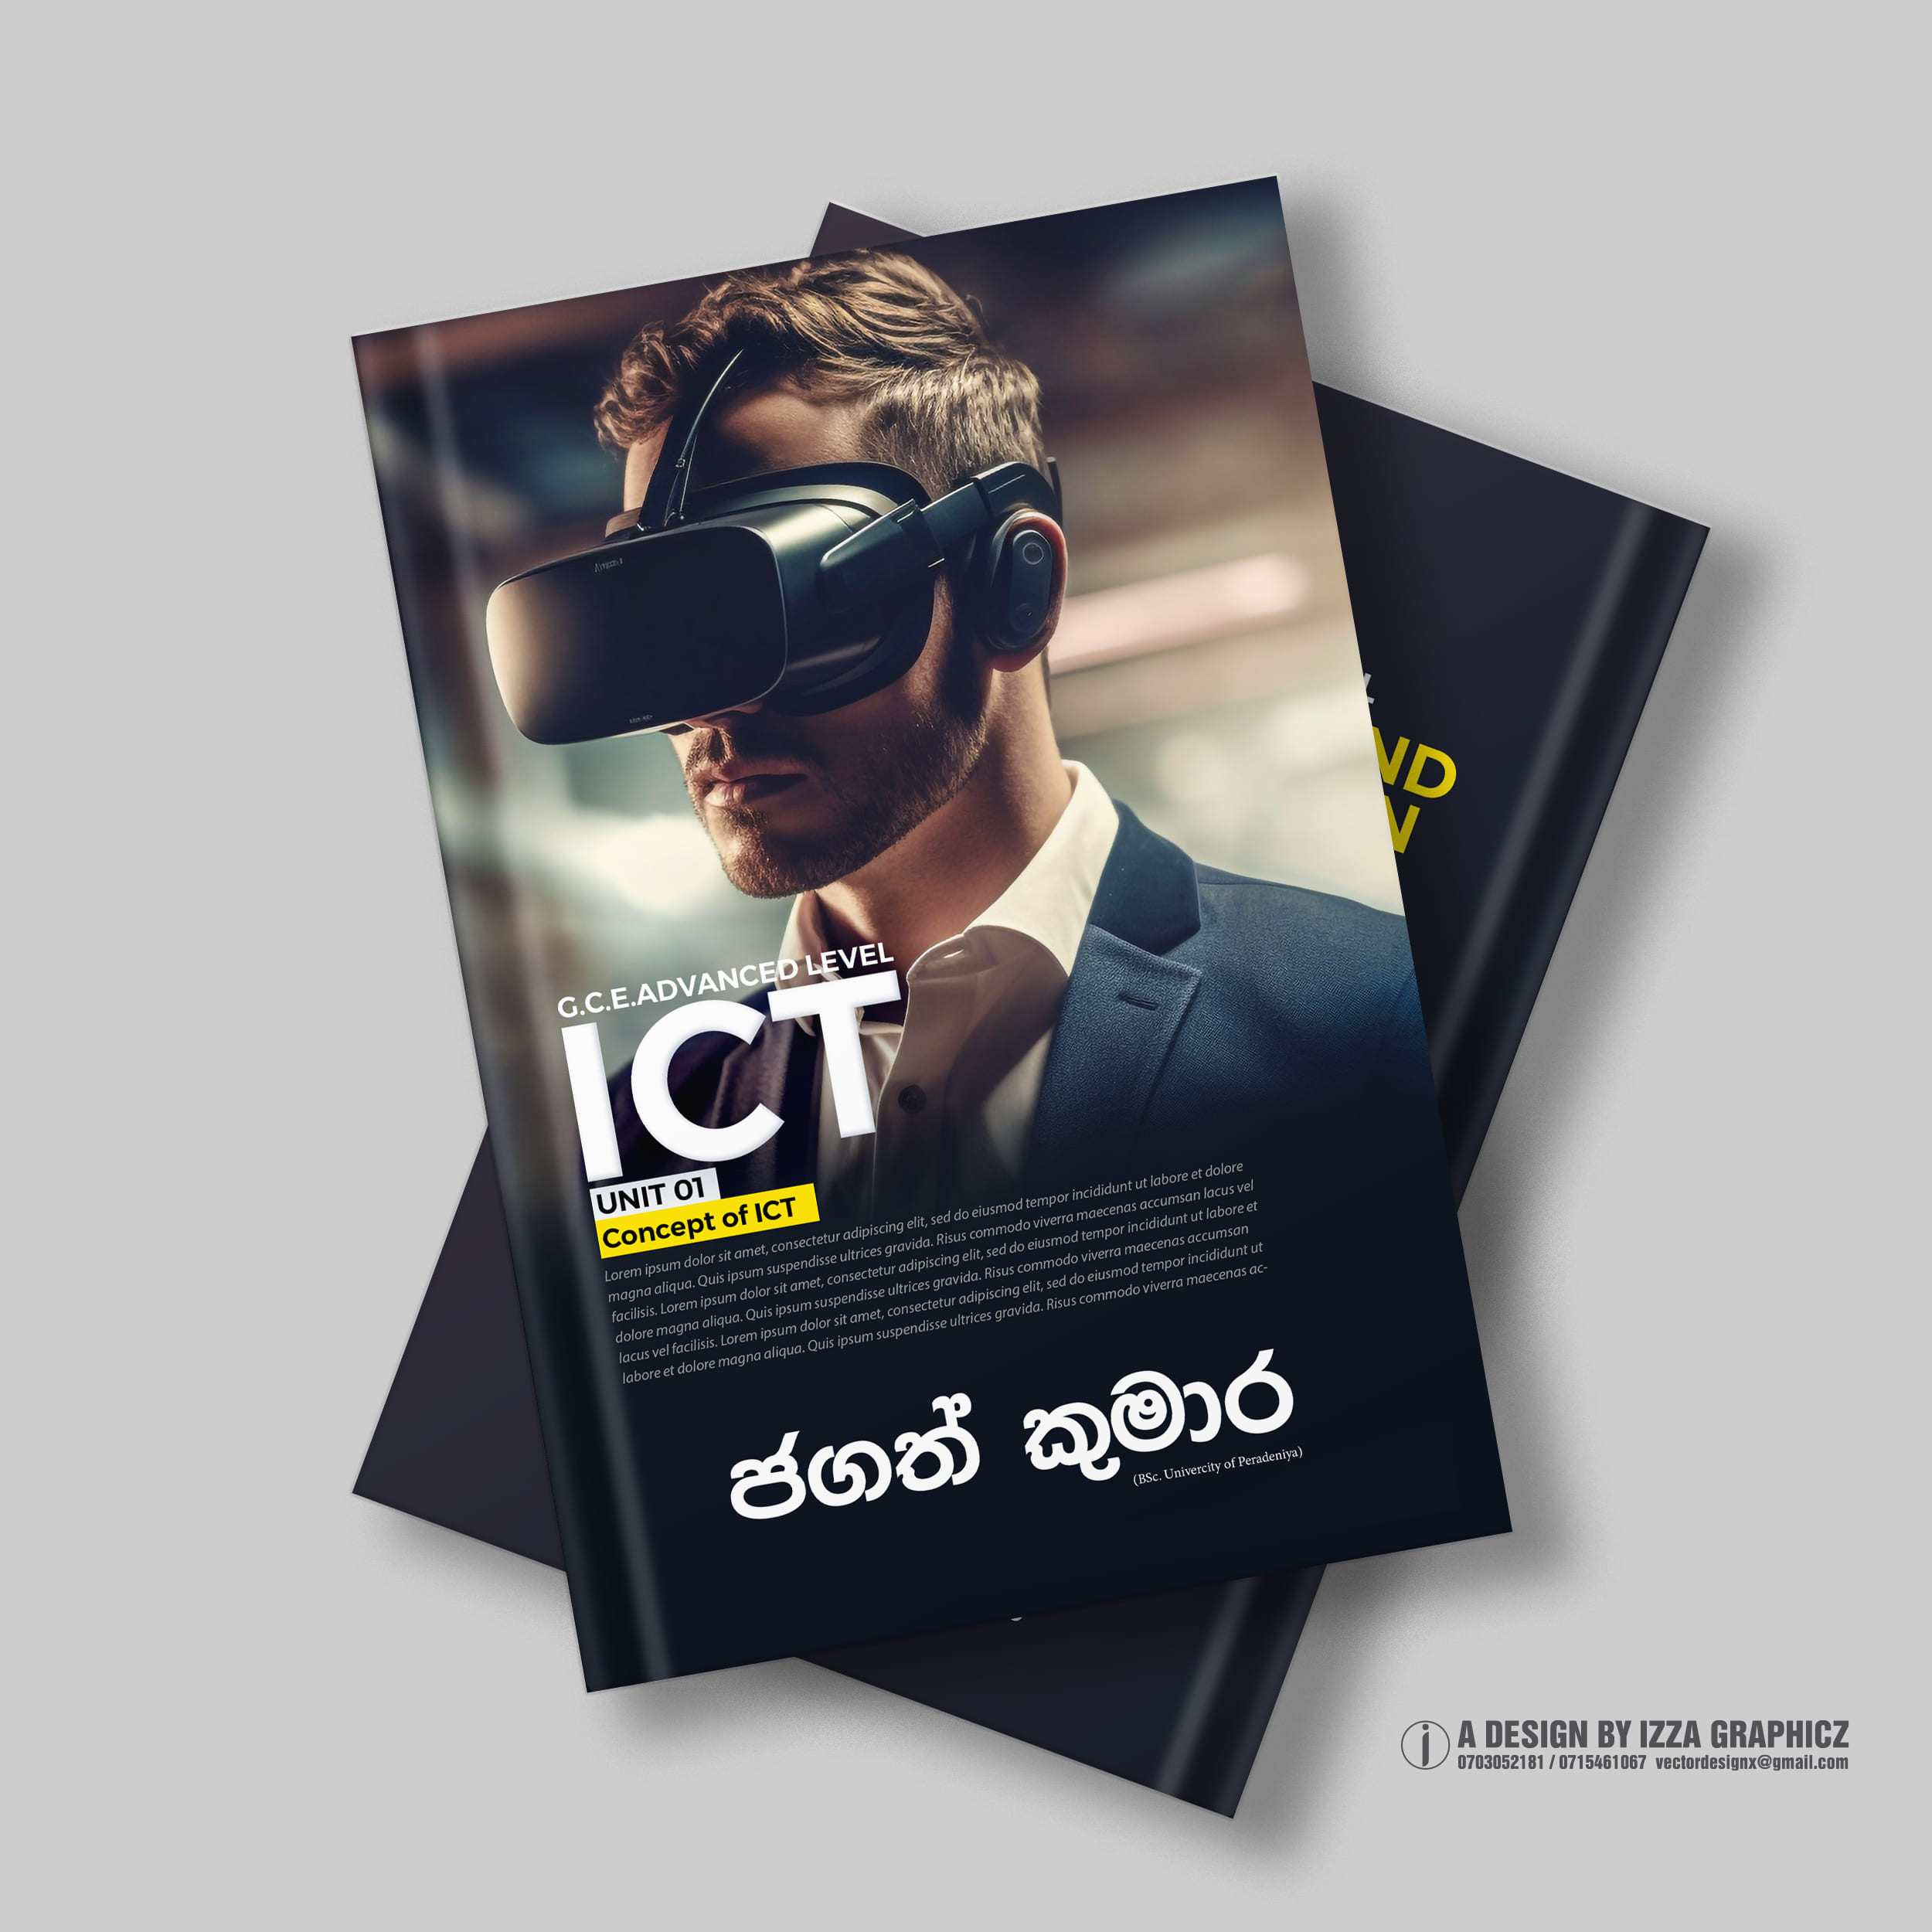 G.C.E.ADVANCED LEVEL
ICT
UNIT 01
Concept of ICT
Lorem ipsum dolor sit amet, consectetur adipiscing elit, sed do eiusmod tempor incididunt ut labore et dolore
magna aliqua. Quis ipsum suspendisse ultrices gravida. Risus commodo viverra maecenas accumsan lacus vel
facilisis. Lorem ipsum dolor sit amet, consectetur adipiscing elit, sed do eiusmod tempor incididunt ut labore et
dolore magna aliqua. Quis ipsum suspendisse ultrices gravida. Risus commodo viverra maecenas accumsan
lacus vel facilisis. Lorem ipsum dolor sit amet, consectetur adipiscing elit, sed do eiusmod tempor incididunt ut
labore et dolore magna aliqua. Quis ipsum suspendisse ultrices gravida. Risus commodo viverra maecenas ac-
ජගත් කුමාර
(BSc. Univercity of Peradeniya)
ND
N
A DESIGN BY IZZA GRAPHICZ
0703052181 / 0715461067 vectordesignx@gmail.com